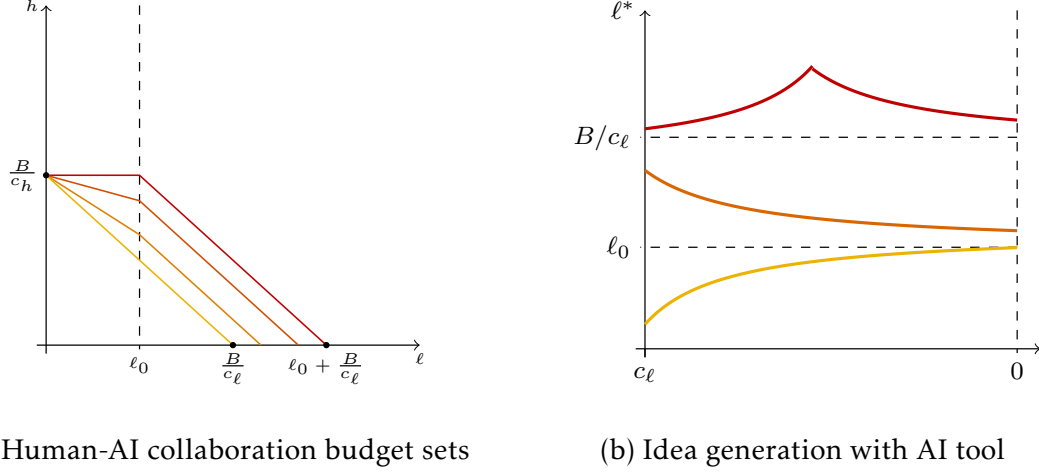 h
B/c_h
ℓ_0
B/c_ℓ
ℓ_0 + B/c_ℓ
ℓ
Human-AI collaboration budget sets
ℓ*
B/c_ℓ
ℓ_0
c_ℓ
0
(b) Idea generation with AI tool